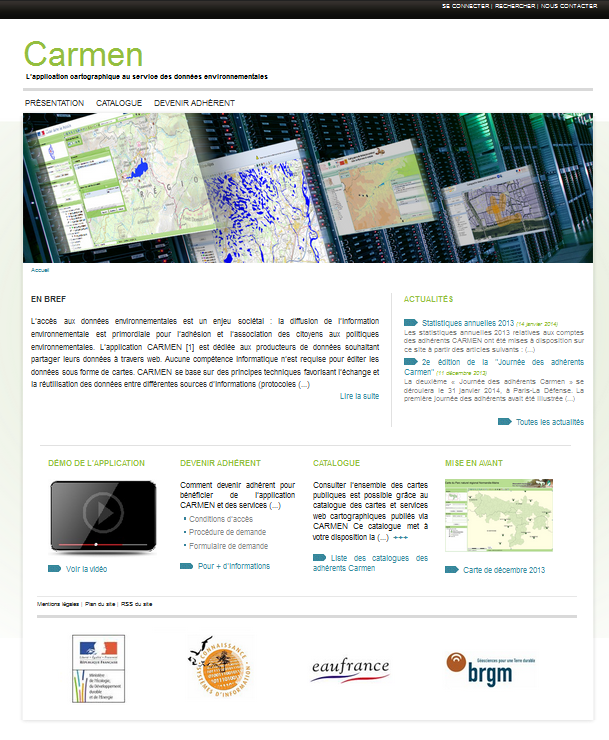 SE CONNECTER | RECHERCHER | NOUS CONTACTER
Carmen
L'application cartographique au service des données environnementales
PRÉSENTATION CATALOGUE DEVENIR ADHÉRENT
Accueil
EN BREF
L'accès aux données environnementales est un enjeu sociétal : la diffusion de l'information
environnementale est primordiale pour l'adhésion et l'association des citoyens aux politiques
environnementales. L'application CARMEN [1] est dédiée aux producteurs de données souhaitant
partager leurs données à travers web. Aucune compétence informatique n'est requise pour éditer les
données sous forme de cartes. CARMEN se base sur des principes techniques favorisant l'échange et
la réutilisation des données entre différentes sources d'informations (protocoles (...)
Lire la suite
ACTUALITÉS
Statistiques annuelles 2013 (14 janvier 2014)
Les statistiques annuelles 2013 relatives aux comptes
des adhérents CARMEN ont été mises à disposition sur
ce site à partir des articles suivants : (...)
2e édition de la "Journée des adhérents
Carmen" (11 décembre 2013)
La deuxième « Journée des adhérents Carmen » se
déroulera le 31 janvier 2014, à Paris-La Défense. La
première journée des adhérents avait été illustrée (...)
Toutes les actualités
DÉMO DE L'APPLICATION
Voir la vidéo
DEVENIR ADHÉRENT
Comment devenir adhérent pour
bénéficier de l'application
CARMEN et des services (...)
• Conditions d'accès
• Procédure de demande
• Formulaire de demande
Pour + d'informations
CATALOGUE
Consulter l'ensemble des cartes
publiques est possible grâce au
catalogue des cartes et services
web cartographiques publiés via
CARMEN Ce catalogue met à
votre disposition la (...) +++
Liste des catalogues des
adhérents Carmen
MISE EN AVANT
Carte de décembre 2013
Mentions légales | Plan du site | RSS du site
Liberté • Égalité • Fraternité
RÉPUBLIQUE FRANÇAISE
Ministère
de l'Écologie,
du Développement
durable
et de l'Énergie
CONNAISSANCE
SYSTÈMES D'INFORMATION
eaufrance
Géosciences pour une Terre durable
brgm